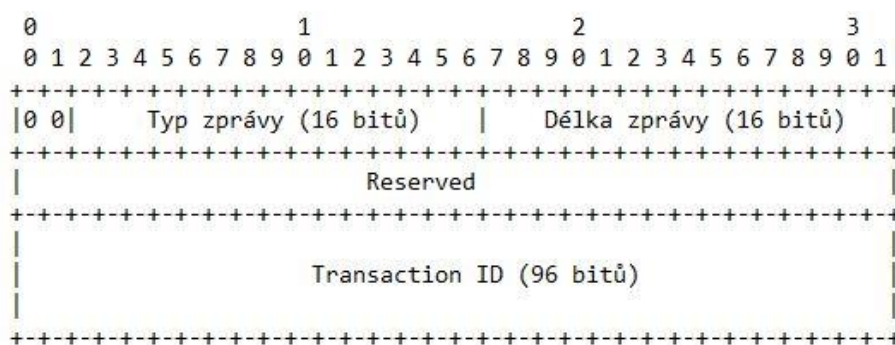 0 1 2 3
0 1 2 3 4 5 6 7 8 9 0 1 2 3 4 5 6 7 8 9 0 1 2 3 4 5 6 7 8 9 0 1
+-+-+-+-+-+-+-+-+-+-+-+-+-+-+-+-+-+-+-+-+-+-+-+-+-+-+-+-+-+-+-+-+
|0 0| Typ zprávy (16 bitů) | Délka zprávy (16 bitů) |
+-+-+-+-+-+-+-+-+-+-+-+-+-+-+-+-+-+-+-+-+-+-+-+-+-+-+-+-+-+-+-+-+
| Reserved |
+-+-+-+-+-+-+-+-+-+-+-+-+-+-+-+-+-+-+-+-+-+-+-+-+-+-+-+-+-+-+-+-+
| |
| Transaction ID (96 bitů) |
| |
+-+-+-+-+-+-+-+-+-+-+-+-+-+-+-+-+-+-+-+-+-+-+-+-+-+-+-+-+-+-+-+-+